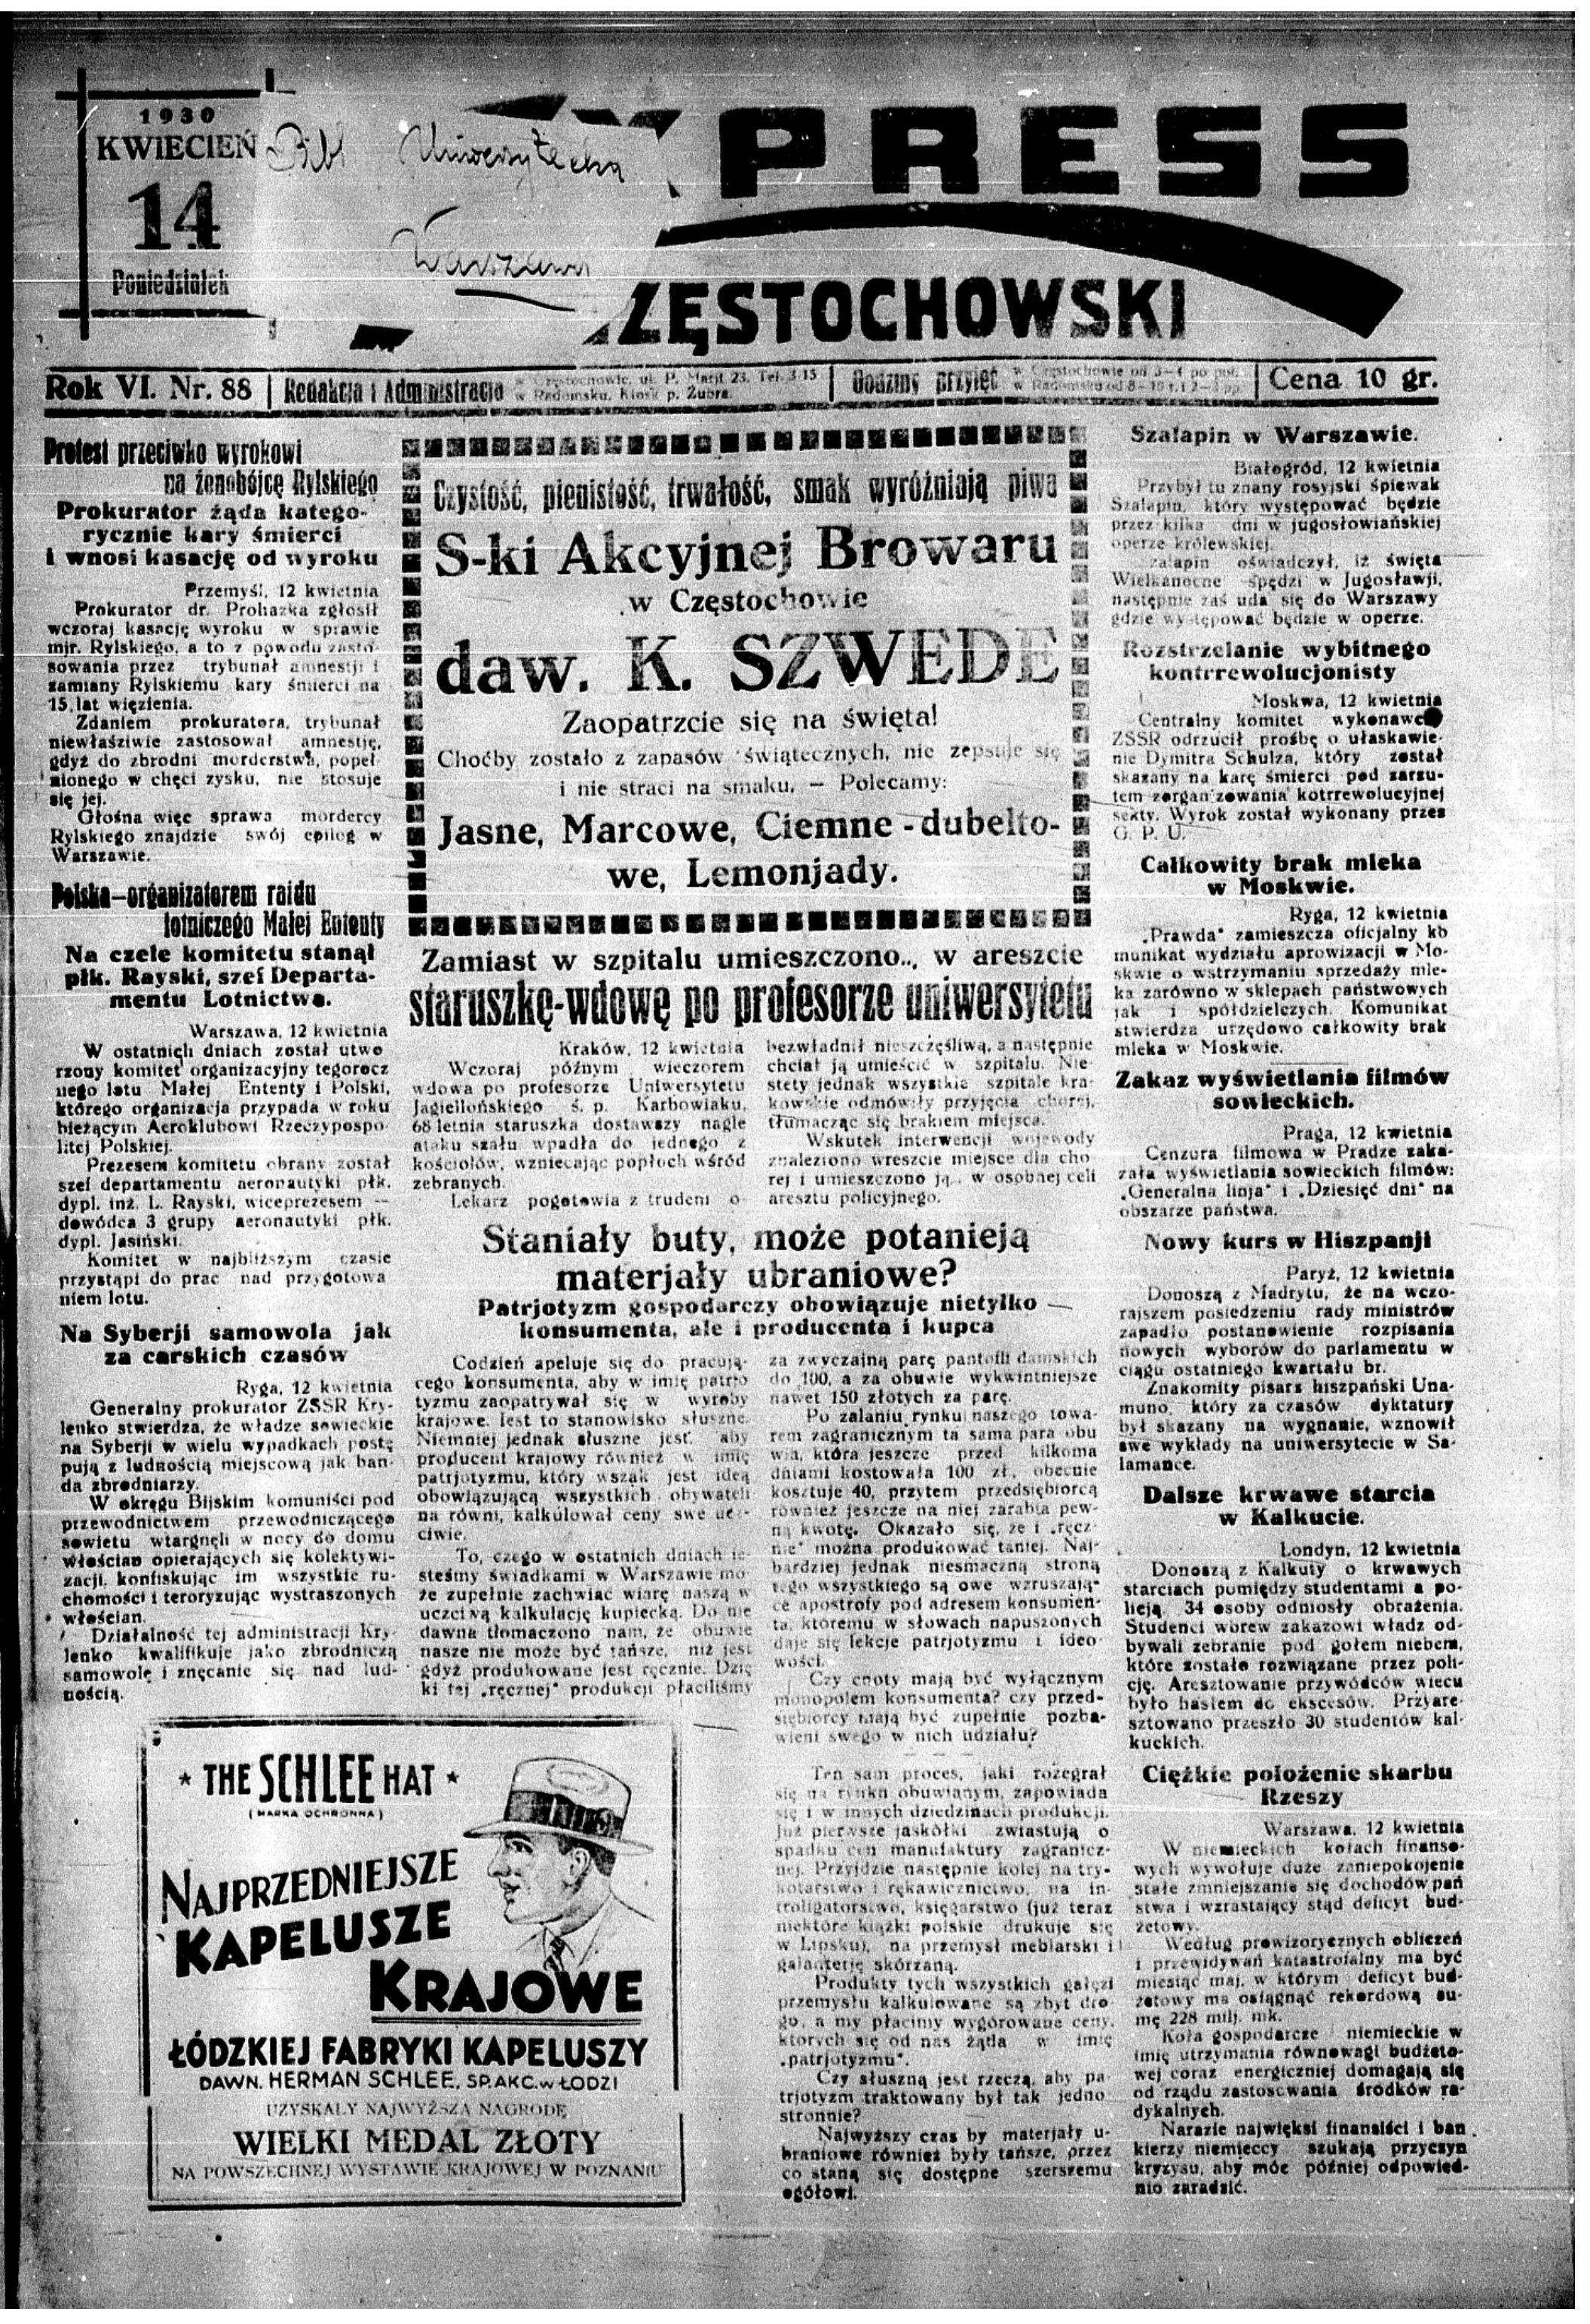 1930
KWIECIEŃ
14
Poniedziałek
Bibl Uniwersytecka
Warszawa
XPRESS
ZĘSTOCHOWSKI
Rok VI. Nr. 88 | Redakcja i Administracja w Częstochowie, ul. P. Marji 23. Tel. 3-15
w Radomsku, Kiosk p. Żubra. | Godziny przyjęć w Częstochowie od 3-4 po poł.
w Radomsku od 8-10 r. i 2-3 pp. | Cena 10 gr.
Protest przeciwko wyrokowi
na żonobójcę Rylskiego
Prokurator żąda katego-
rycznie kary śmierci
i wnosi kasację od wyroku
Przemyśl, 12 kwietnia
Prokurator dr. Prohazka zgłosił
wczoraj kasację wyroku w sprawie
mjr. Rylskiego, a to z powodu zasto-
sowania przez trybunał amnestji i
zamiany Rylskiemu kary śmierci na
15 lat więzienia.
Zdaniem prokuratora, trybunał
niewłaściwie zastosował amnestję,
gdyż do zbrodni morderstwa, popeł-
nionego w chęci zysku, nie stosuje
się jej.
Głośna więc sprawa mordercy
Rylskiego znajdzie swój epilog w
Warszawie.
Polska—organizatorem raidu
lotniczego Małej Ententy
Na czele komitetu stanął
płk. Rayski, szef Departa-
mentu Lotnictwa.
Warszawa, 12 kwietnia
W ostatnich dniach został utwo
rzony komitet organizacyjny tegorocz
nego lotu Małej Ententy i Polski,
którego organizacja przypada w roku
bieżącym Aeroklubowi Rzeczypospo
litej Polskiej.
Prezesem komitetu obrany został
szef departamentu aeronautyki płk.
dypl. inż. L. Rayski, wiceprezesem —
dowódca 3 grupy aeronautyki płk.
dypl. Jasiński.
Komitet w najbliższym czasie
przystąpi do prac nad przygotowa
niem lotu.
Na Syberji samowola jak
za carskich czasów
Ryga, 12 kwietnia
Generalny prokurator ZSSR Kry-
lenko stwierdza, że władze sowieckie
na Syberji w wielu wypadkach postę
pują z ludnością miejscową jak ban-
da zbrodniarzy.
W okręgu Bijskim komuniści pod
przewodnictwem przewodniczącego
sowietu wtargnęli w nocy do domu
włościan opierających się kolektywi-
zacji, konfiskując im wszystkie ru-
chomości i teroryzując wystraszonych
włościan.
Działalność tej administracji Kry-
lenko kwalifikuje jako zbrodniczą
samowolę i znęcanie się nad lud-
nością.
Czystość, pienistość, trwałość, smak wyróżniają piwa
S-ki Akcyjnej Browaru
w Częstochowie
daw. K. SZWEDE
Zaopatrzcie się na święta!
Choćby zostało z zapasów świątecznych, nie zepsuje się
i nie straci na smaku. — Polecamy:
Jasne, Marcowe, Ciemne - dubelto-
we, Lemonjady.
Zamiast w szpitalu umieszczono.. w areszcie
staruszkę-wdowę po profesorze uniwersytetu
Kraków, 12 kwietnia
Wczoraj późnym wieczorem
wdowa po profesorze Uniwersytetu
Jagiellońskiego ś. p. Karbowiaku,
68 letnia staruszka dostawszy nagle
ataku szału wpadła do jednego z
kościołów, wzniecając popłoch wśród
zebranych.
Lekarz pogotowia z trudem o-
bezwładnił nieszczęśliwą, a następnie
chciał ją umieścić w szpitalu. Nie-
stety jednak wszystkie szpitale kra-
kowskie odmówiły przyjęcia chorej,
tłumacząc się brakiem miejsca.
Wskutek interwencji wojewody
znaleziono wreszcie miejsce dla cho
rej i umieszczono ją.. w osobnej celi
aresztu policyjnego.
Staniały buty, może potanieją
materjały ubraniowe?
Patrjotyzm gospodarczy obowiązuje nietylko
konsumenta, ale i producenta i kupca
Codzień apeluje się do pracują-
cego konsumenta, aby w imię patrjo
tyzmu zaopatrywał się w wyroby
krajowe. Jest to stanowisko słuszne.
Niemniej jednak słuszne jest, aby
producent krajowy również w imię
patrjotyzmu, który wszak jest ideą
obowiązującą wszystkich obywateli
na równi, kalkulował ceny swe ucz-
ciwie.
To, czego w ostatnich dniach je-
steśmy świadkami w Warszawie mo
że zupełnie zachwiać wiarę naszą w
uczciwą kalkulację kupiecką. Do nie
dawna tłomaczono nam, że obuwie
nasze nie może być tańsze, niż jest
gdyż produkowane jest ręcznie. Dzię
ki tej „ręcznej" produkcji płaciliśmy
za zwyczajną parę pantofli damskich
do 100, a za obuwie wykwintniejsze
nawet 150 złotych za parę.
Po zalaniu rynku naszego towa-
rem zagranicznym ta sama para obu
wia, która jeszcze przed kilkoma
dniami kostowała 100 zł., obecnie
kosztuje 40, przytem przedsiębiorcą
również jeszcze na niej zarabia pew-
ną kwotę. Okazało się, że i „ręcz
nie" można produkować taniej. Naj-
bardziej jednak niesmaczną stroną
tego wszystkiego są owe wzruszają-
ce apostrofy pod adresem konsumen-
ta, któremu w słowach napuszonych
daje się lekcje patrjotyzmu i ideo-
wości.
Czy cnoty mają być wyłącznym
monopolem konsumenta? czy przed-
siębiorcy mają być zupełnie pozba-
wieni swego w nich udziału?
Ten sam proces, jaki rozegrał
się na rynku obuwianym, zapowiada
się i w innych dziedzinach produkcji.
Już pierwsze jaskółki zwiastują o
spadku cen manufaktury zagranicz-
nej. Przyjdzie następnie kolej na try-
kotarstwo i rękawicznictwo, na in-
troligatorstwo, księgarstwo (już teraz
niektóre książki polskie drukuje się
w Lipsku), na przemysł meblarski i
galanterję skórzaną.
Produkty tych wszystkich gałęzi
przemysłu kalkulowane są zbyt dro
go, a my płacimy wygórowane ceny,
których się od nas żąda w imię
„patrjotyzmu".
Czy słuszną jest rzeczą, aby pa
trjotyzm traktowany był tak jedno
stronnie?
Najwyższy czas by materjały u-
braniowe również były tańsze, przez
co staną się dostępne szerszemu
ogółowi.
* THE SCHLEE HAT *
( MARKA OCHRONNA )
NAJPRZEDNIEJSZE
KAPELUSZE
KRAJOWE
ŁÓDZKIEJ FABRYKI KAPELUSZY
DAWN. HERMAN SCHLEE, SP. AKC. w ŁODZI
UZYSKAŁY NAJWYŻSZĄ NAGRODĘ
WIELKI MEDAL ZŁOTY
NA POWSZECHNEJ WYSTAWIE KRAJOWEJ W POZNANIU
Szalapin w Warszawie.
Białogród, 12 kwietnia
Przybył tu znany rosyjski śpiewak
Szalapin, który występować będzie
przez kilka dni w jugosłowiańskiej
operze królewskiej.
zalapin oświadczył, iż święta
Wielkanocne spędzi w Jugosławji,
następnie zaś uda się do Warszawy
gdzie występować będzie w operze.
Rozstrzelanie wybitnego
kontrrewolucjonisty
Moskwa, 12 kwietnia
Centralny komitet wykonawcz
ZSSR odrzucił prośbę o ułaskawie-
nie Dymitra Schulza, który został
skazany na karę śmierci pod zarzu-
tem zorganizowania kotrrewolucyjnej
sekty. Wyrok został wykonany przez
G. P. U.
Całkowity brak mleka
w Moskwie.
Ryga, 12 kwietnia
„Prawda" zamieszcza oficjalny ko
munikat wydziału aprowizacji w Mo-
skwie o wstrzymaniu sprzedaży mle-
ka zarówno w sklepach państwowych
jak i spółdzielczych. Komunikat
stwierdza urzędowo całkowity brak
mleka w Moskwie.
Zakaz wyświetlania filmów
sowieckich.
Praga, 12 kwietnia
Cenzura filmowa w Pradze zaka-
zała wyświetlania sowieckich filmów:
„Generalna linja" i „Dziesięć dni" na
obszarze państwa.
Nowy kurs w Hiszpanji
Paryż, 12 kwietnia
Donoszą z Madrytu, że na wczo-
rajszem posiedzeniu rady ministrów
zapadło postanowienie rozpisania
nowych wyborów do parlamentu w
ciągu ostatniego kwartału br.
Znakomity pisarz hiszpański Una-
muno, który za czasów dyktatury
był skazany na wygnanie, wznowił
swe wykłady na uniwersytecie w Sa-
lamance.
Dalsze krwawe starcia
w Kalkucie.
Londyn, 12 kwietnia
Donoszą z Kalkuty o krwawych
starciach pomiędzy studentami a po-
licją. 34 osoby odniosły obrażenia.
Studenci wbrew zakazowi władz od-
bywali zebranie pod gołem niebem,
które zostało rozwiązane przez poli-
cję. Aresztowanie przywódców wiecu
było hasłem do ekscesów. Przyare-
sztowano przeszło 30 studentów kal-
kuckich.
Ciężkie położenie skarbu
Rzeszy
Warszawa, 12 kwietnia
W niemieckich kołach finanso-
wych wywołuje duże zaniepokojenie
stałe zmniejszanie się dochodów pań
stwa i wzrastający stąd deficyt bud-
żetowy.
Według prowizorycznych obliczeń
i przewidywań katastrofalny ma być
miesiąc maj, w którym deficyt bud-
żetowy ma osiągnąć rekordową su-
mę 228 milj. mk.
Koła gospodarcze niemieckie w
imię utrzymania równowagi budżeto-
wej coraz energiczniej domagają się
od rządu zastosowania środków ra-
dykalnych.
Narazie najwięksi finansiści i ban
kierzy niemieccy szukają przyczyn
kryzysu, aby móc później odpowied-
nio zaradzić.